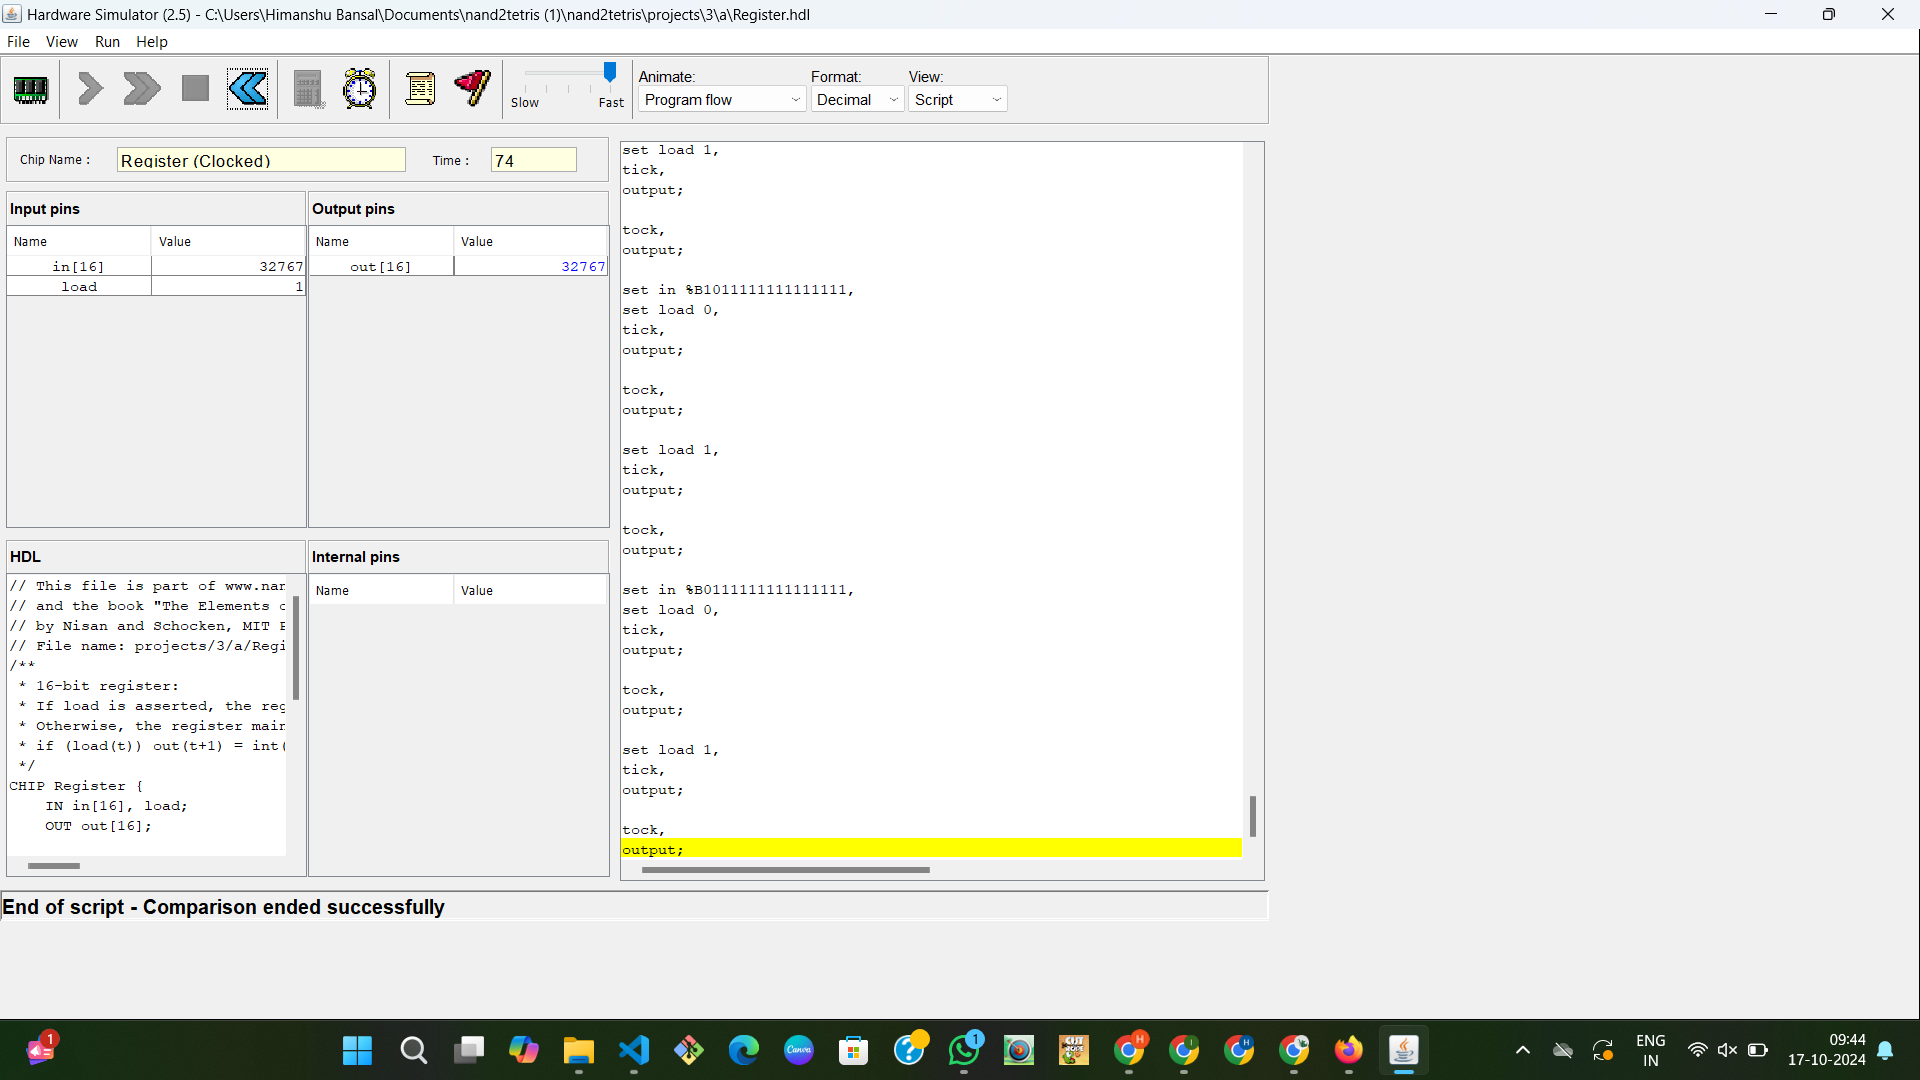 Hardware Simulator (2.5) - C:\Users\Himanshu Bansal\Documents\nand2tetris (1)\nand2tetris\projects\3\a\Register.hdl
File View Run Help
Slow Fast
Animate:
Program flow
Format:
Decimal
View:
Script
Chip Name :
Register (Clocked)
Time :
74
Input pins
Name Value
in[16] 32767
load 1
Output pins
Name Value
out[16] 32767
HDL
// This file is part of www.nan
// and the book "The Elements o
// by Nisan and Schocken, MIT P
// File name: projects/3/a/Regi
/**
* 16-bit register:
* If load is asserted, the reg
* Otherwise, the register main
* if (load(t)) out(t+1) = int(
*/
CHIP Register {
IN in[16], load;
OUT out[16];
Internal pins
Name Value
set load 1,
tick,
output;
tock,
output;
set in %B1011111111111111,
set load 0,
tick,
output;
tock,
output;
set load 1,
tick,
output;
tock,
output;
set in %B0111111111111111,
set load 0,
tick,
output;
tock,
output;
set load 1,
tick,
output;
tock,
output;
End of script - Comparison ended successfully
1
Canva
1
CUT
ROPE
H
I
H
ENG
IN
09:44
17-10-2024